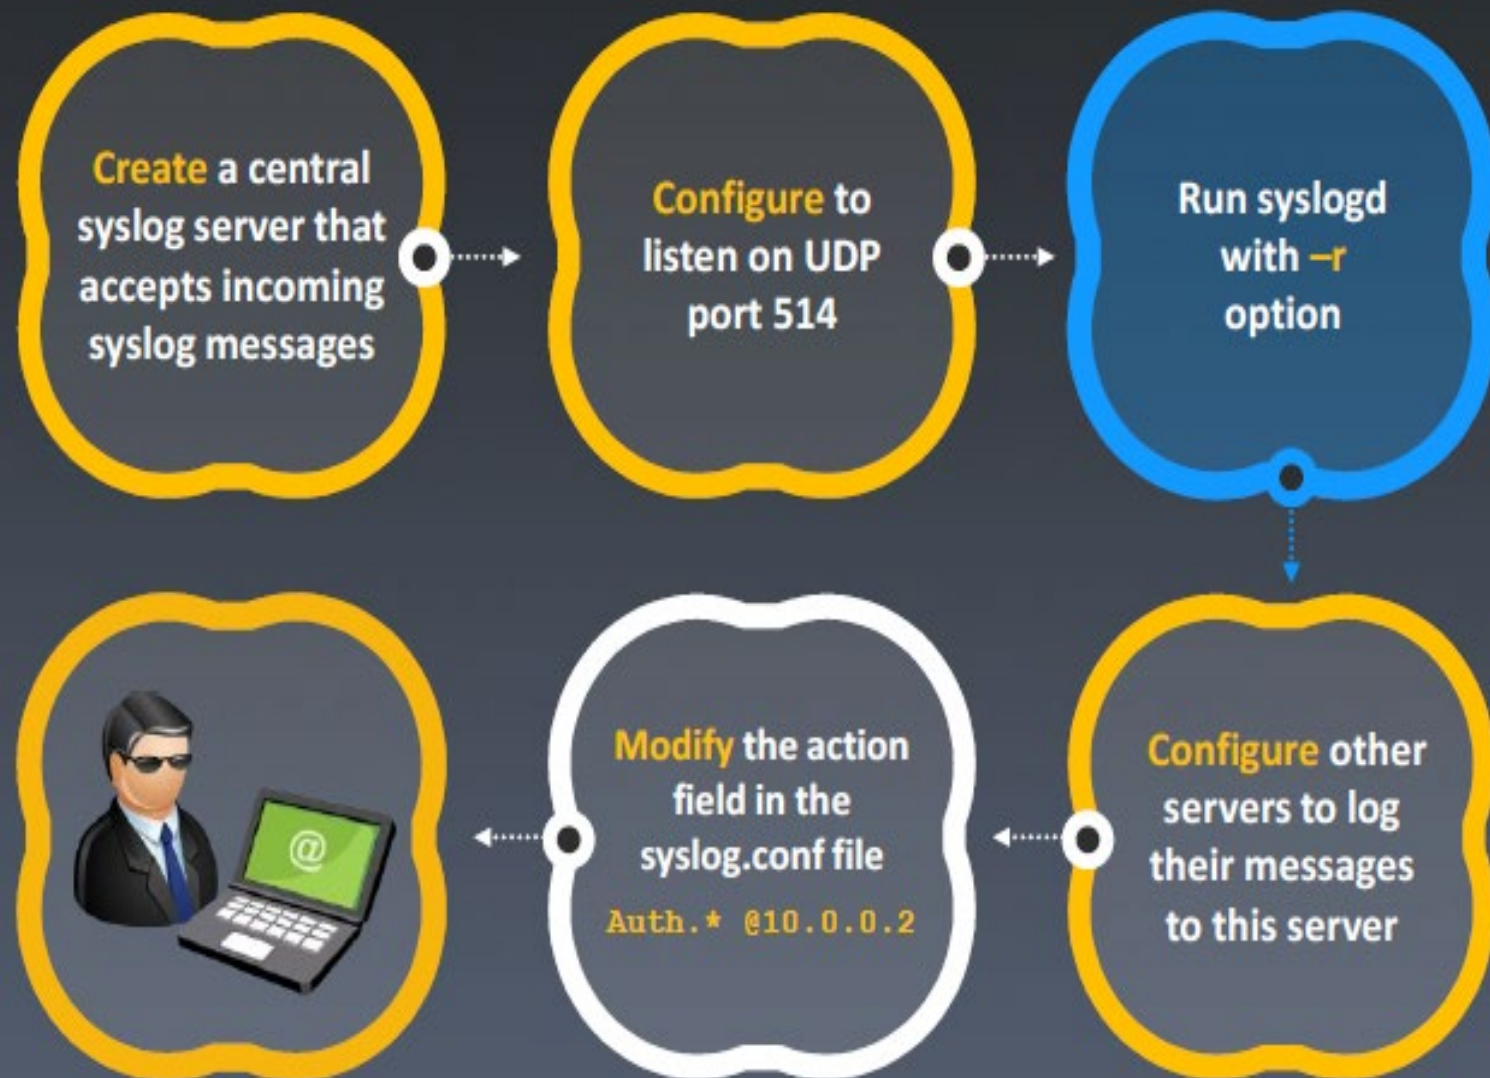 Create a central
syslog server that
accepts incoming
syslog messages
Configure to
listen on UDP
port 514
Run syslogd
with –r
option
Configure other
servers to log
their messages
to this server
Modify the action
field in the
syslog.conf file
Auth.* @10.0.0.2
@